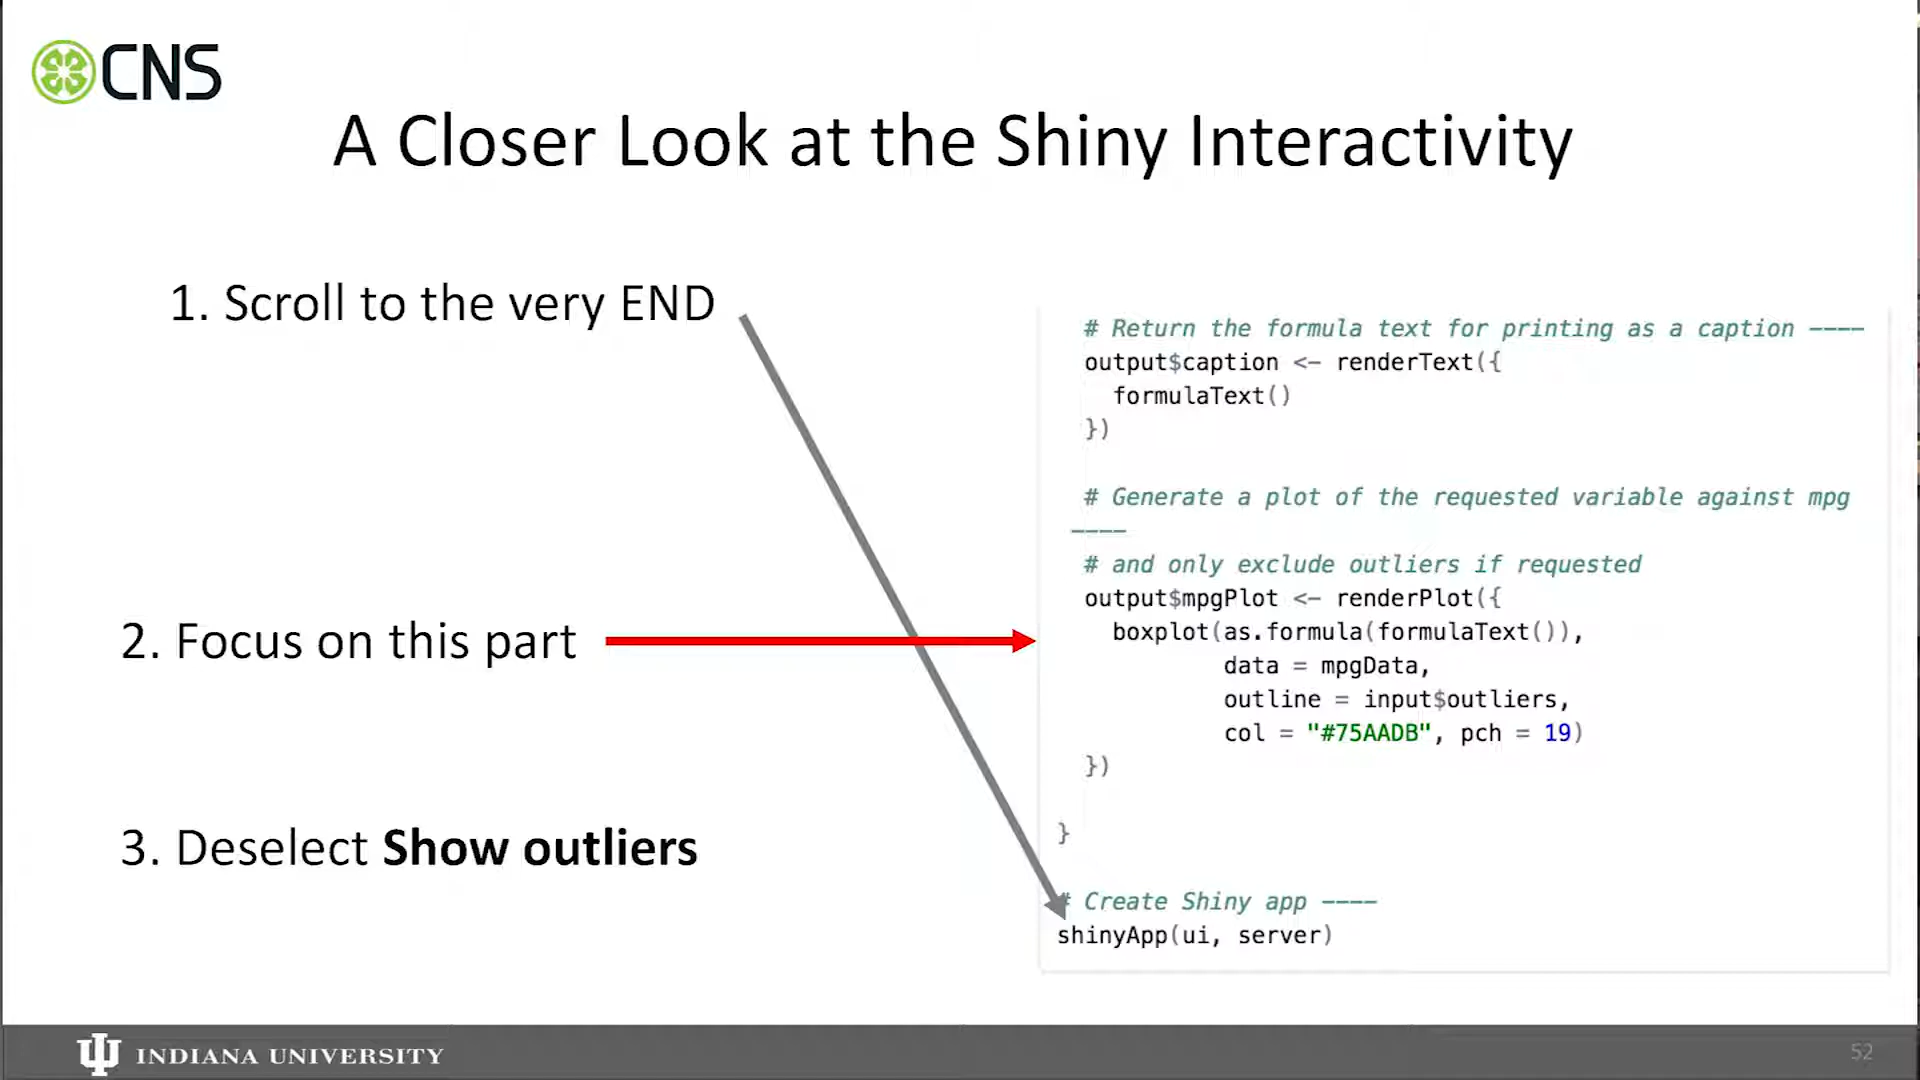 CNS
A Closer Look at the Shiny Interactivity
1. Scroll to the very END
2. Focus on this part
3. Deselect Show outliers
# Return the formula text for printing as a caption ----
output$caption <- renderText({
formulaText()
})
# Generate a plot of the requested variable against mpg
----
# and only exclude outliers if requested
output$mpgPlot <- renderPlot({
boxplot(as.formula(formulaText()),
data = mpgData,
outline = input$outliers,
col = "#75AADB", pch = 19)
})
}
# Create Shiny app ----
shinyApp(ui, server)
INDIANA UNIVERSITY
52